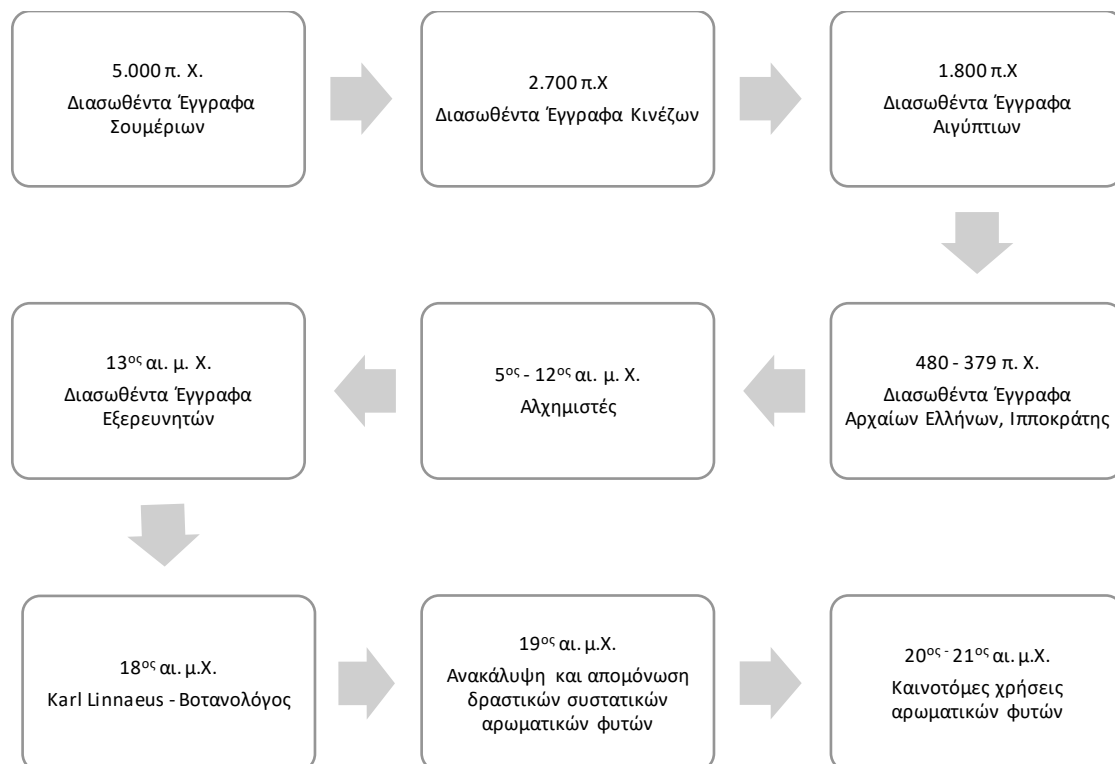 5.000 π. Χ.
Διασωθέντα Έγγραφα
Σουμέριων
2.700 π.Χ
Διασωθέντα Έγγραφα Κινέζων
1.800 π.Χ
Διασωθέντα Έγγραφα
Αιγύπτιων
480 - 379 π. Χ.
Διασωθέντα Έγγραφα
Αρχαίων Ελλήνων, Ιπποκράτης
5ος - 12ος αι. μ. Χ.
Αλχημιστές
13ος αι. μ. Χ.
Διασωθέντα Έγγραφα
Εξερευνητών
18ος αι. μ.Χ.
Karl Linnaeus - Βοτανολόγος
19ος αι. μ.Χ.
Ανακάλυψη και απομόνωση
δραστικών συστατικών
αρωματικών φυτών
20ος - 21ος αι. μ.Χ.
Καινοτόμες χρήσεις
αρωματικών φυτών